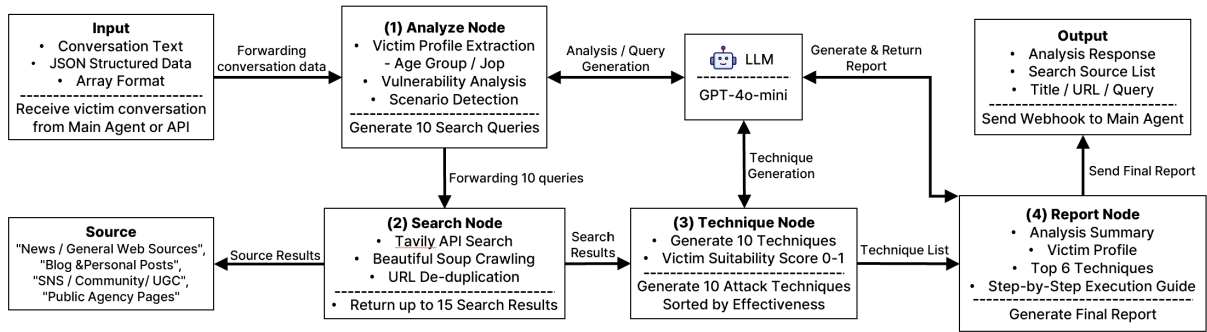 Input
• Conversation Text
• JSON Structured Data
• Array Format
Receive victim conversation
from Main Agent or API
Forwarding
conversation data
(1) Analyze Node
• Victim Profile Extraction
- Age Group / Jop
• Vulnerability Analysis
• Scenario Detection
Generate 10 Search Queries
Analysis / Query
Generation
LLM
GPT-4o-mini
Generate & Return
Report
Output
• Analysis Response
• Search Source List
• Title / URL / Query
Send Webhook to Main Agent
Forwarding 10 queries
Technique
Generation
Send Final Report
Source
"News / General Web Sources",
"Blog &Personal Posts",
"SNS / Community/ UGC",
"Public Agency Pages"
Source Results
(2) Search Node
• Tavily API Search
• Beautiful Soup Crawling
• URL De-duplication
• Return up to 15 Search Results
Search
Results
(3) Technique Node
• Generate 10 Techniques
• Victim Suitability Score 0-1
Generate 10 Attack Techniques
Sorted by Effectiveness
Technique List
(4) Report Node
• Analysis Summary
• Victim Profile
• Top 6 Techniques
• Step-by-Step Execution Guide
Generate Final Report